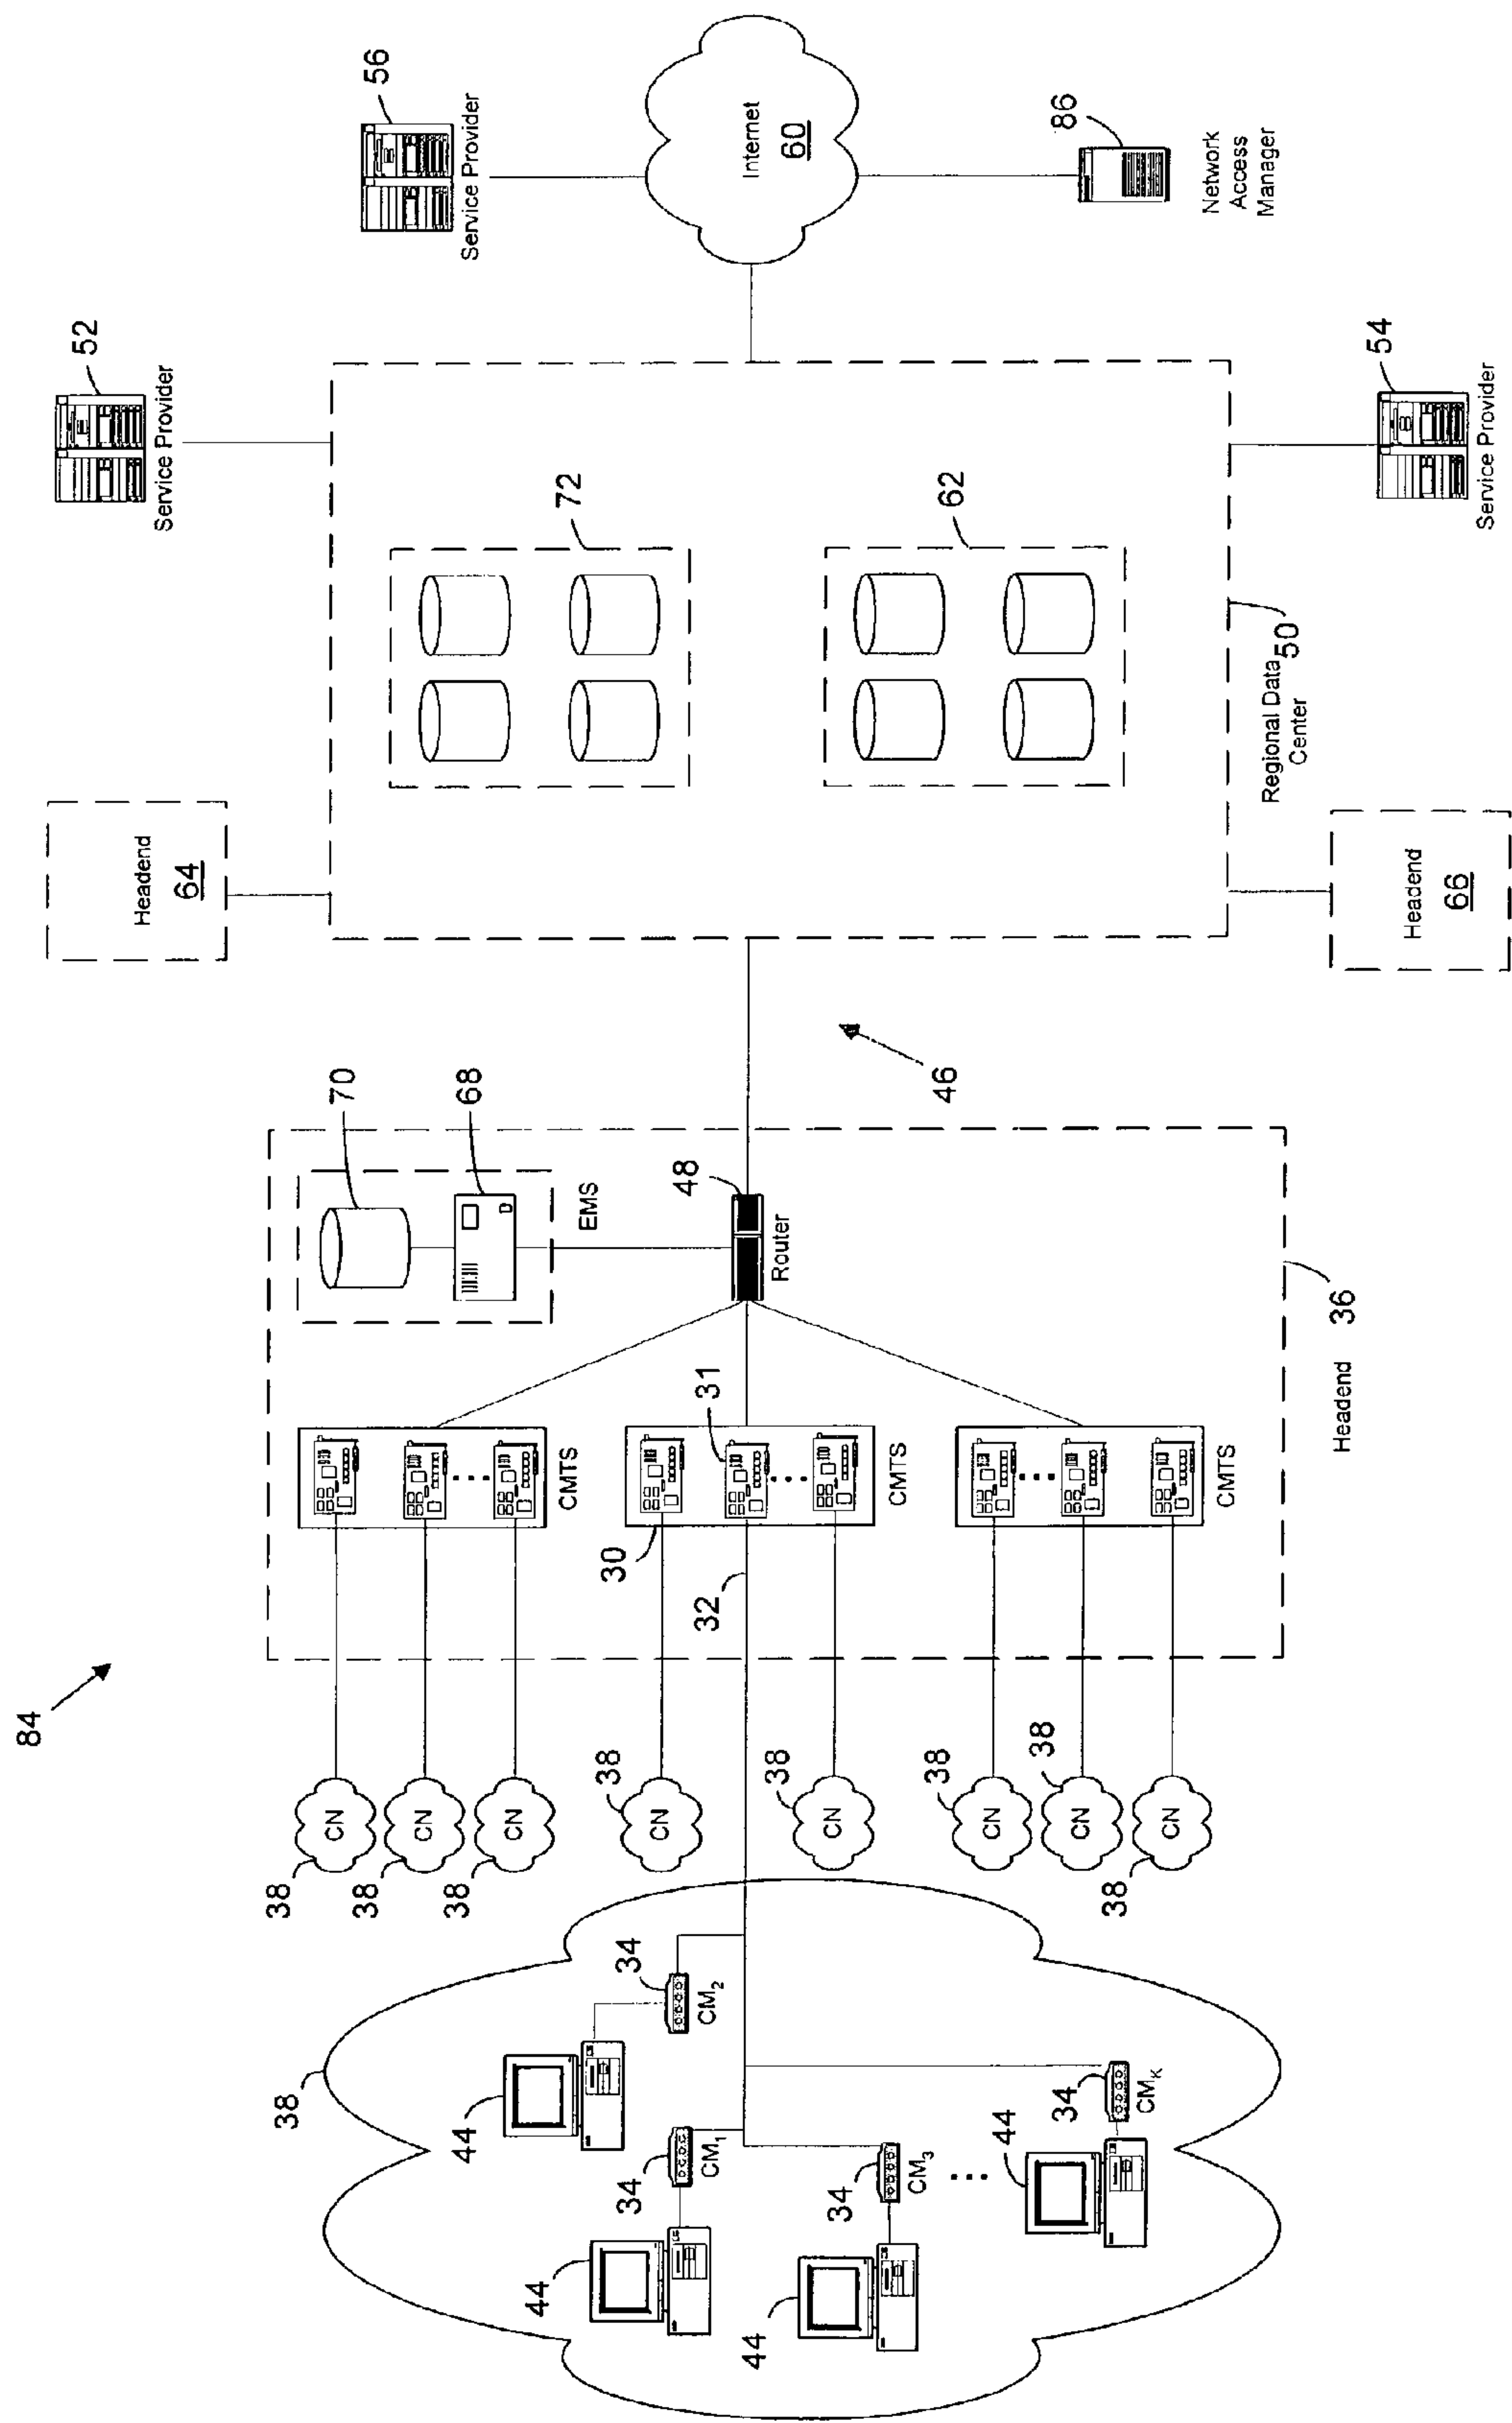 84
38
44
34
CM₂
44
34
CM₁
44
34
CM₃
...
44
34
CMₖ
38
CN
38
CN
38
CN
38
CN
38
CN
38
CN
38
CN
38
CN
32
30
31
...
CMTS
...
CMTS
...
CMTS
70
68
EMS
48
Router
36
Headend
46
Headend
64
Headend
66
52
Service Provider
72
62
50
Regional Data
Center
54
Service Provider
56
Service Provider
Internet
60
86
Network
Access
Manager